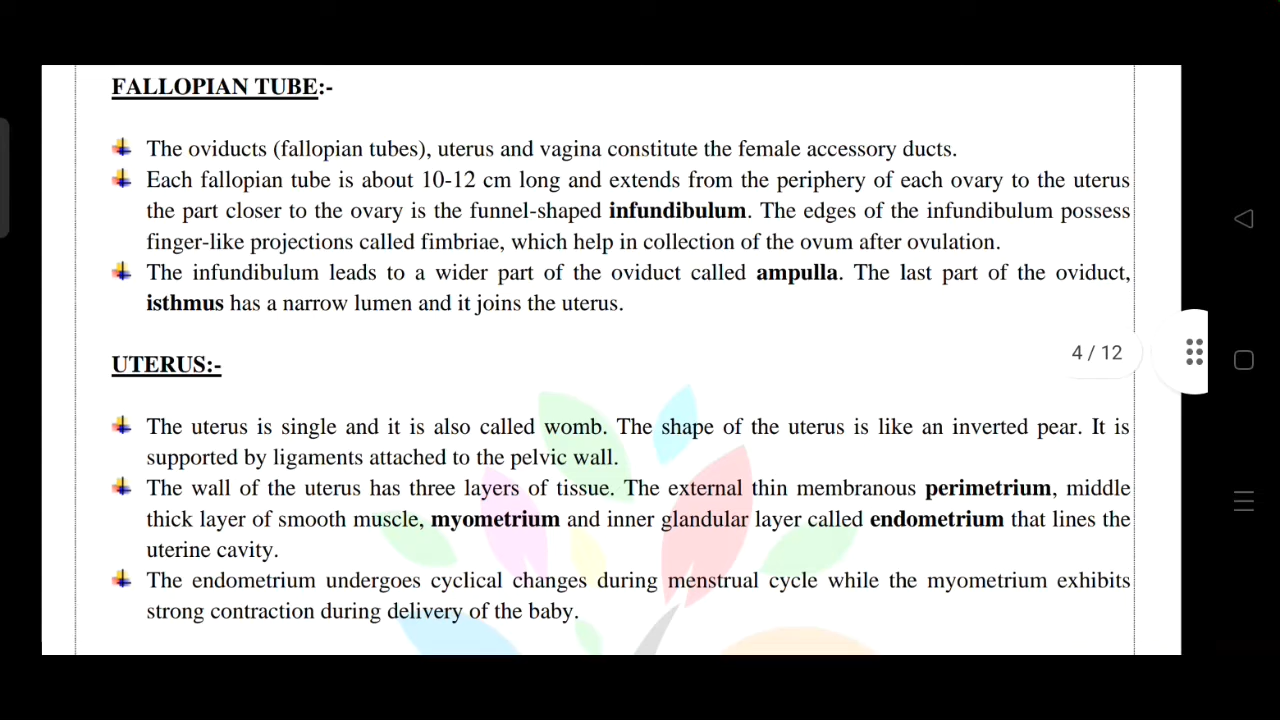 FALLOPIAN TUBE:-
The oviducts (fallopian tubes), uterus and vagina constitute the female accessory ducts.
Each fallopian tube is about 10-12 cm long and extends from the periphery of each ovary to the uterus
the part closer to the ovary is the funnel-shaped infundibulum. The edges of the infundibulum possess
finger-like projections called fimbriae, which help in collection of the ovum after ovulation.
The infundibulum leads to a wider part of the oviduct called ampulla. The last part of the oviduct,
isthmus has a narrow lumen and it joins the uterus.
UTERUS:-
4 / 12
The uterus is single and it is also called womb. The shape of the uterus is like an inverted pear. It is
supported by ligaments attached to the pelvic wall.
The wall of the uterus has three layers of tissue. The external thin membranous perimetrium, middle
thick layer of smooth muscle, myometrium and inner glandular layer called endometrium that lines the
uterine cavity.
The endometrium undergoes cyclical changes during menstrual cycle while the myometrium exhibits
strong contraction during delivery of the baby.